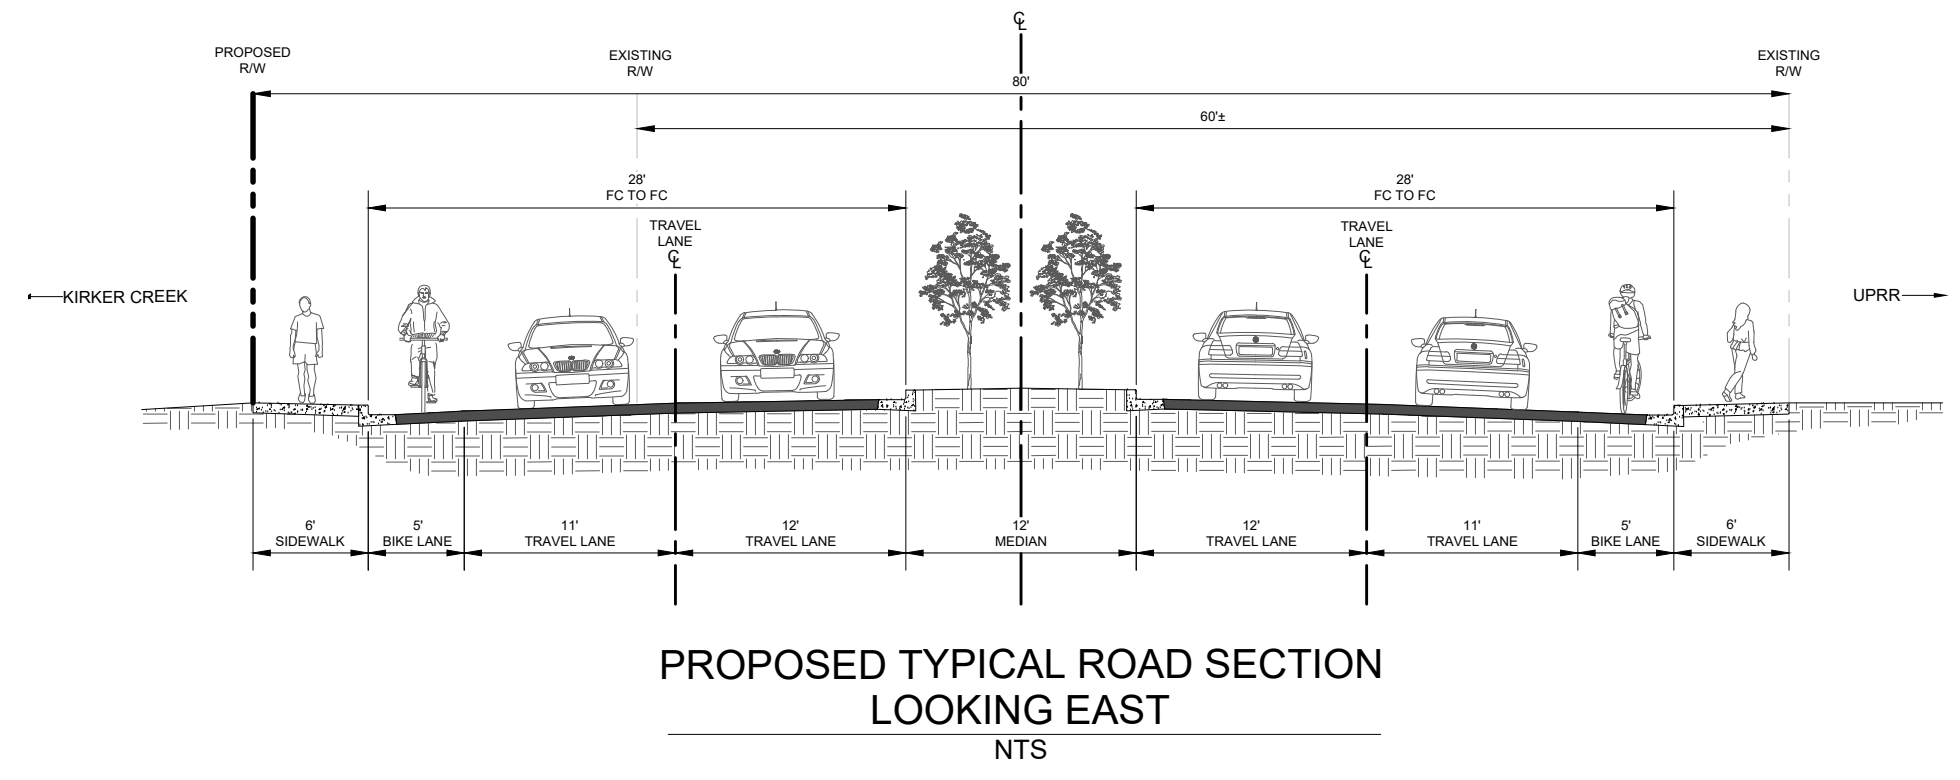 ℄
PROPOSED
R/W
EXISTING
R/W
EXISTING
R/W
80'
60'±
28'
FC TO FC
28'
FC TO FC
TRAVEL
LANE
℄
TRAVEL
LANE
℄
KIRKER CREEK
UPRR
6'
SIDEWALK
5'
BIKE LANE
11'
TRAVEL LANE
12'
TRAVEL LANE
12'
MEDIAN
12'
TRAVEL LANE
11'
TRAVEL LANE
5'
BIKE LANE
6'
SIDEWALK
PROPOSED TYPICAL ROAD SECTION
LOOKING EAST
NTS